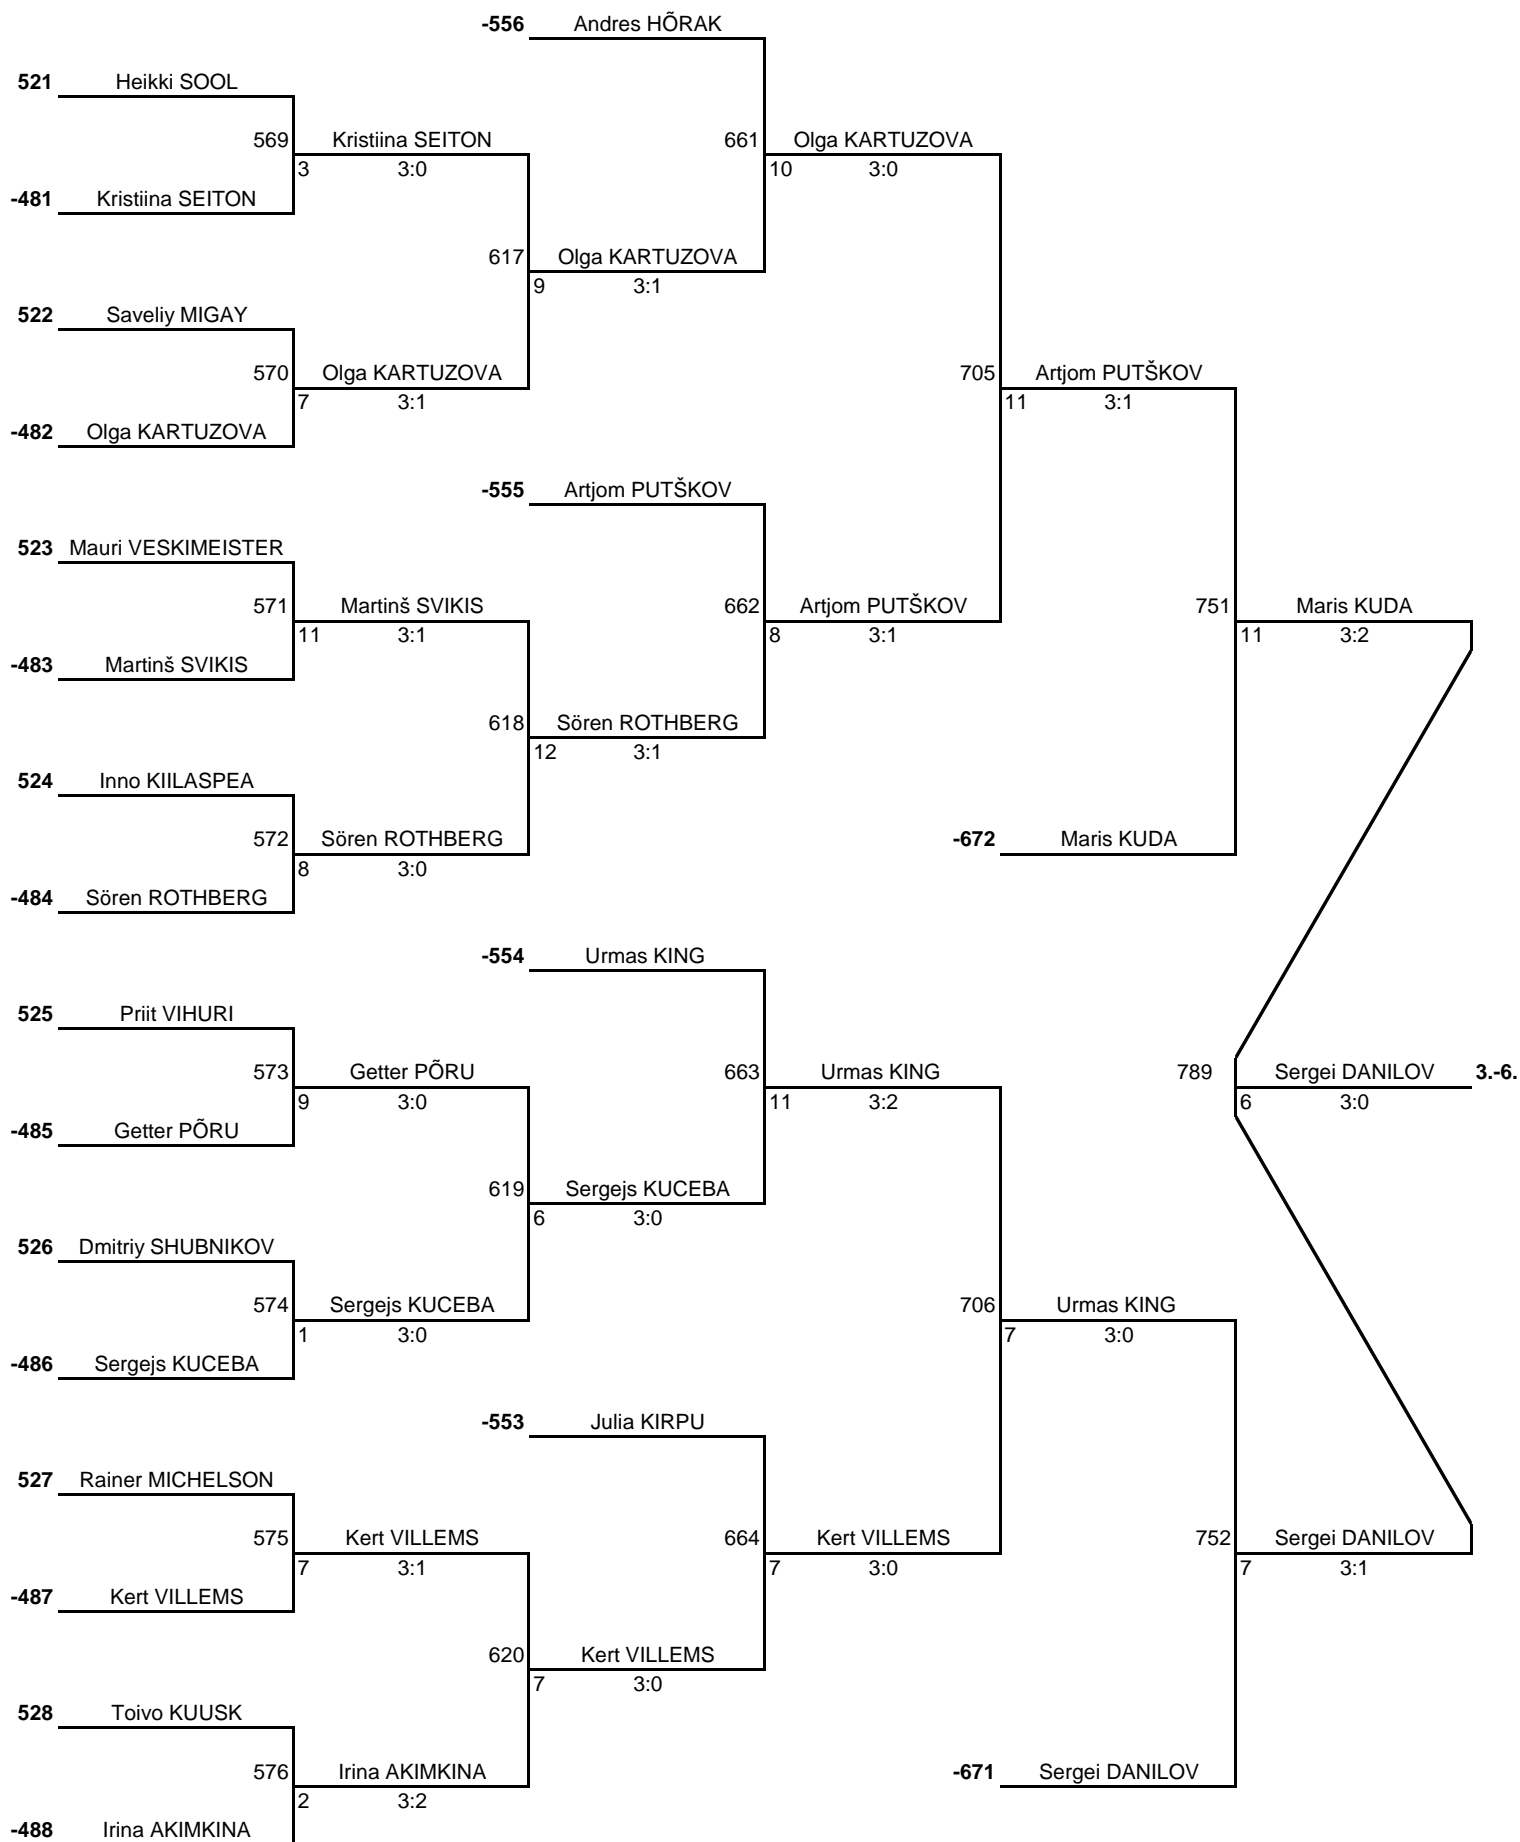 -556 Andres HÕRAK
521 Heikki SOOL
569 Kristiina SEITON 661 Olga KARTUZOVA
3 3:0 10 3:0
-481 Kristiina SEITON
617 Olga KARTUZOVA
9 3:1
522 Saveliy MIGAY
570 Olga KARTUZOVA 705 Artjom PUTŠKOV
7 3:1 11 3:1
-482 Olga KARTUZOVA
-555 Artjom PUTŠKOV
523 Mauri VESKIMEISTER
571 Martinš SVIKIS 662 Artjom PUTŠKOV 751 Maris KUDA
11 3:1 8 3:1 11 3:2
-483 Martinš SVIKIS
618 Sören ROTHBERG
12 3:1
524 Inno KIILASPEA
572 Sören ROTHBERG -672 Maris KUDA
8 3:0
-484 Sören ROTHBERG
-554 Urmas KING
525 Priit VIHURI
573 Getter PÕRU 663 Urmas KING 789 Sergei DANILOV 3.-6.
9 3:0 11 3:2 6 3:0
-485 Getter PÕRU
619 Sergejs KUCEBA
6 3:0
526 Dmitriy SHUBNIKOV
574 Sergejs KUCEBA 706 Urmas KING
1 3:0 7 3:0
-486 Sergejs KUCEBA
-553 Julia KIRPU
527 Rainer MICHELSON
575 Kert VILLEMS 664 Kert VILLEMS 752 Sergei DANILOV
7 3:1 7 3:0 7 3:1
-487 Kert VILLEMS
620 Kert VILLEMS
7 3:0
528 Toivo KUUSK
576 Irina AKIMKINA -671 Sergei DANILOV
2 3:2
-488 Irina AKIMKINA